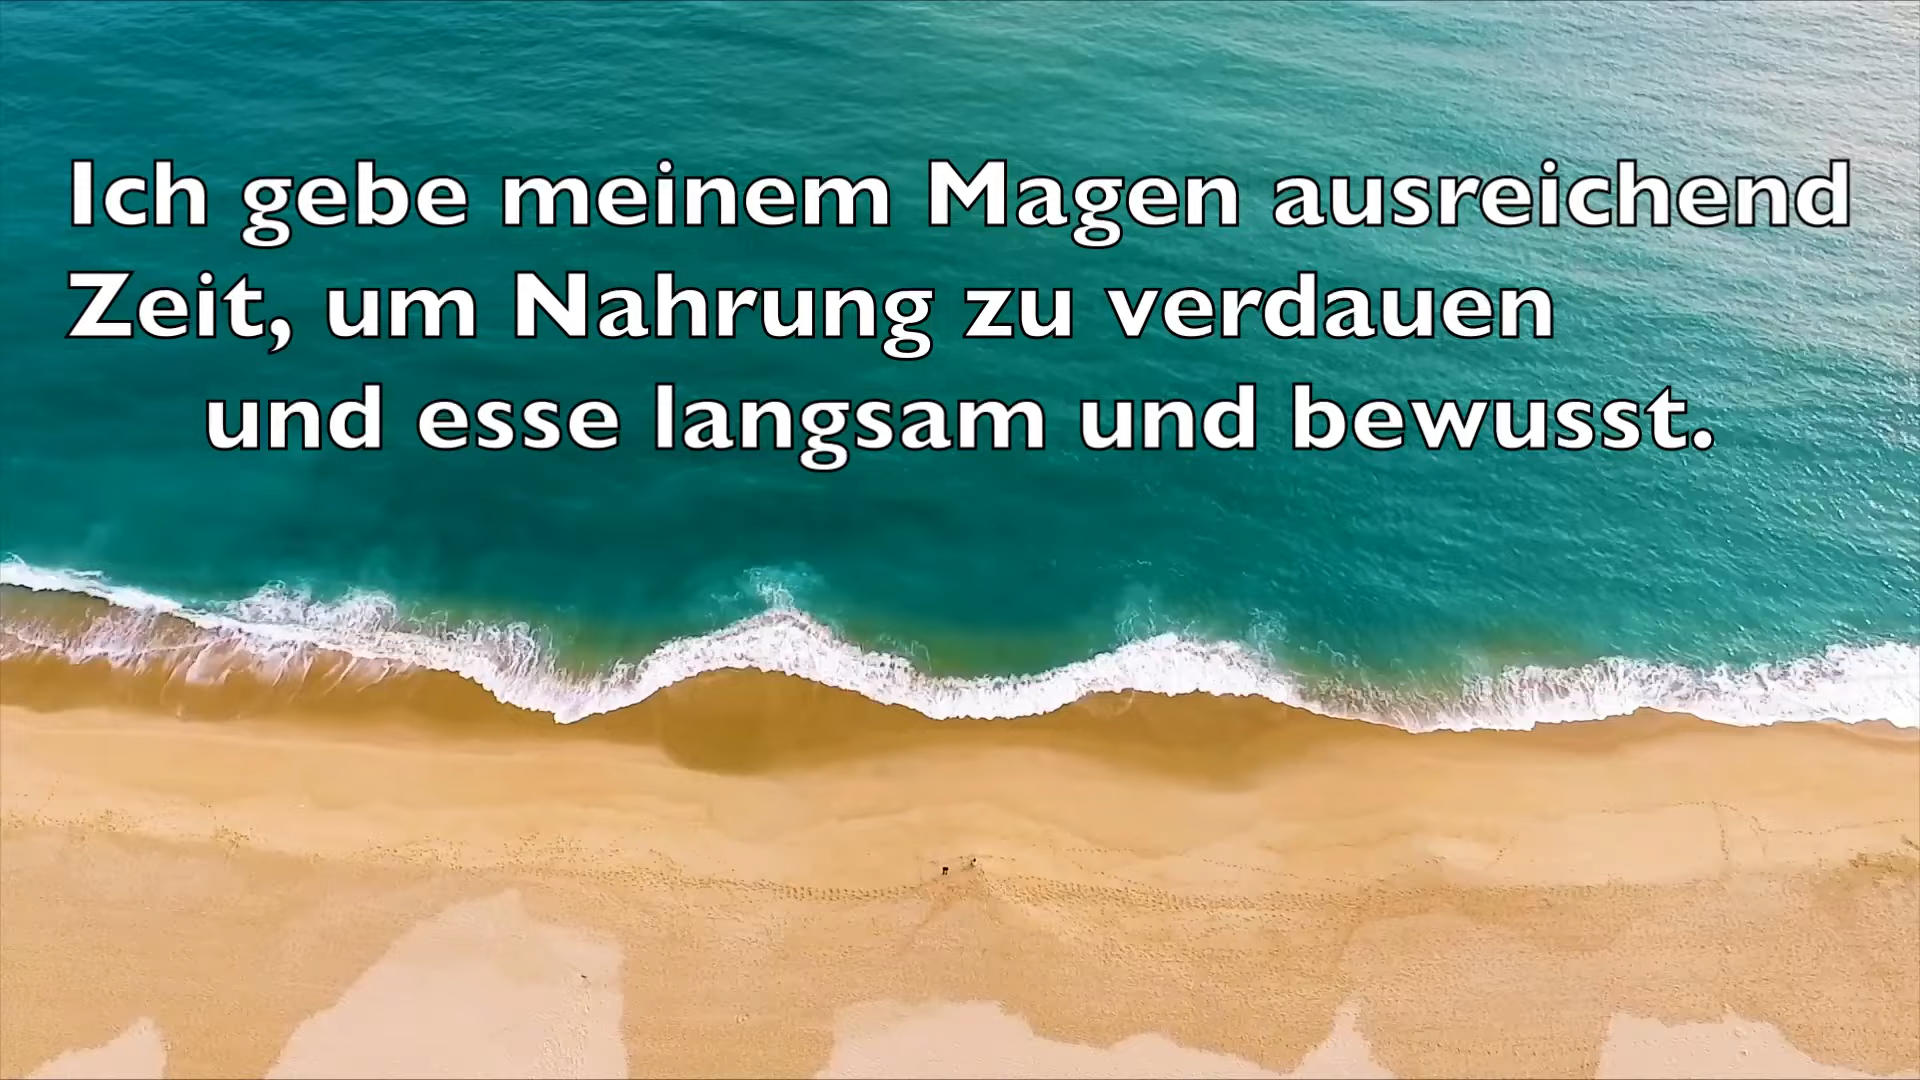 Ich gebe meinem Magen ausreichend
Zeit, um Nahrung zu verdauen
und esse langsam und bewusst.